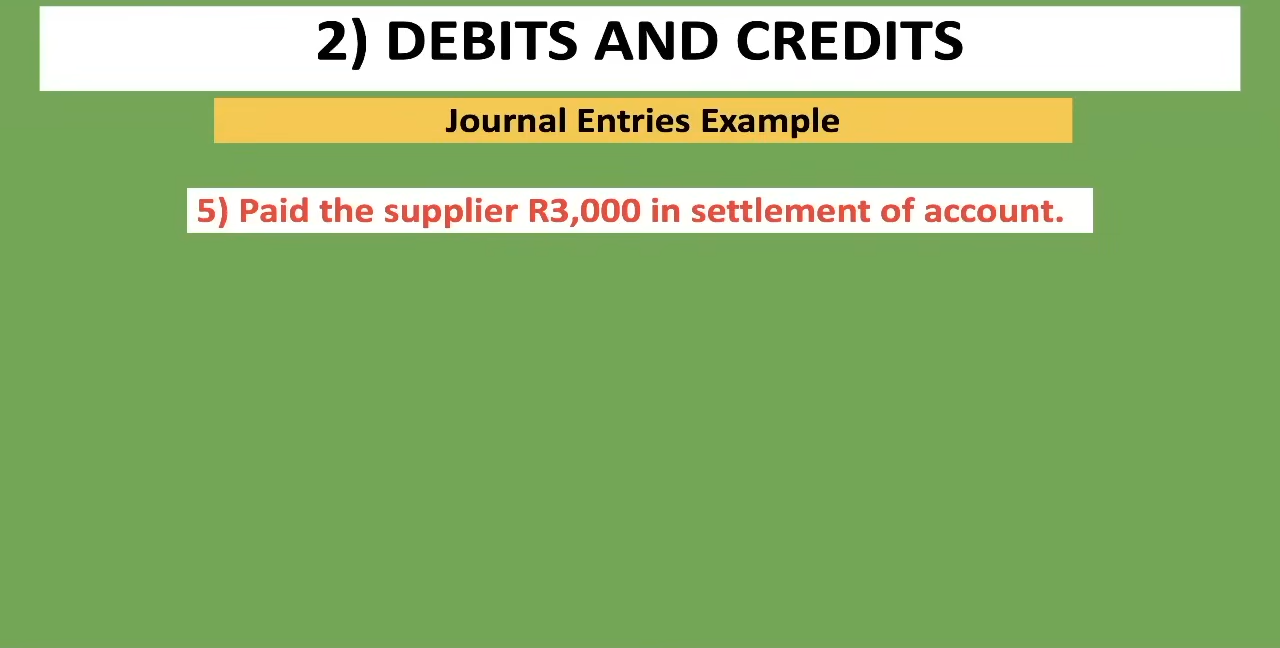 2) DEBITS AND CREDITS
Journal Entries Example
5) Paid the supplier R3,000 in settlement of account.